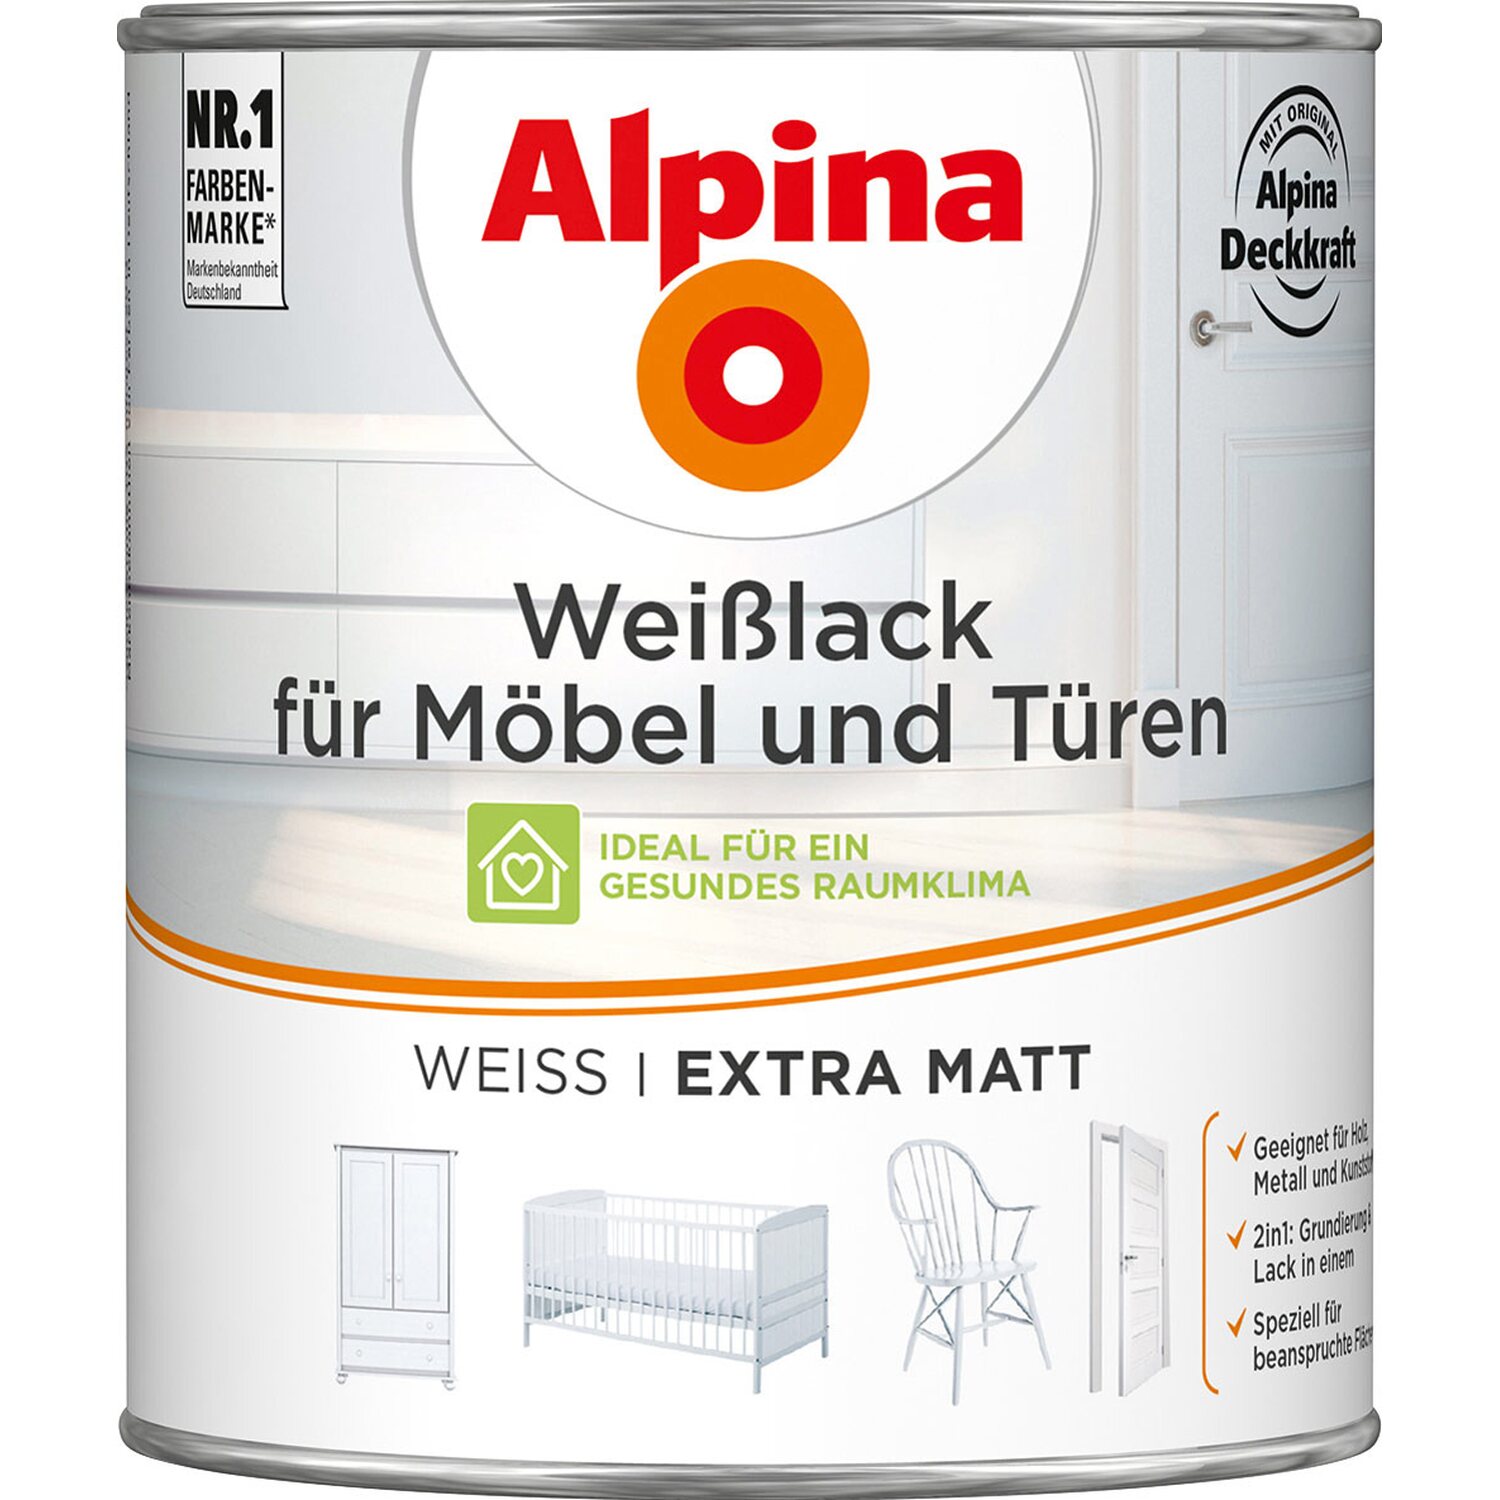 NR.1
FARBEN-
MARKE*
Markenbekanntheit
Deutschland
Alpina
MIT ORIGINAL
Alpina
Deckkraft
Weißlack
für Möbel und Türen
IDEAL FÜR EIN
GESUNDES RAUMKLIMA
WEISS | EXTRA MATT
Geeignet für Holz,
Metall und
2in1: Grundierung &
Lack in einem
Speziell für
beanspruchte